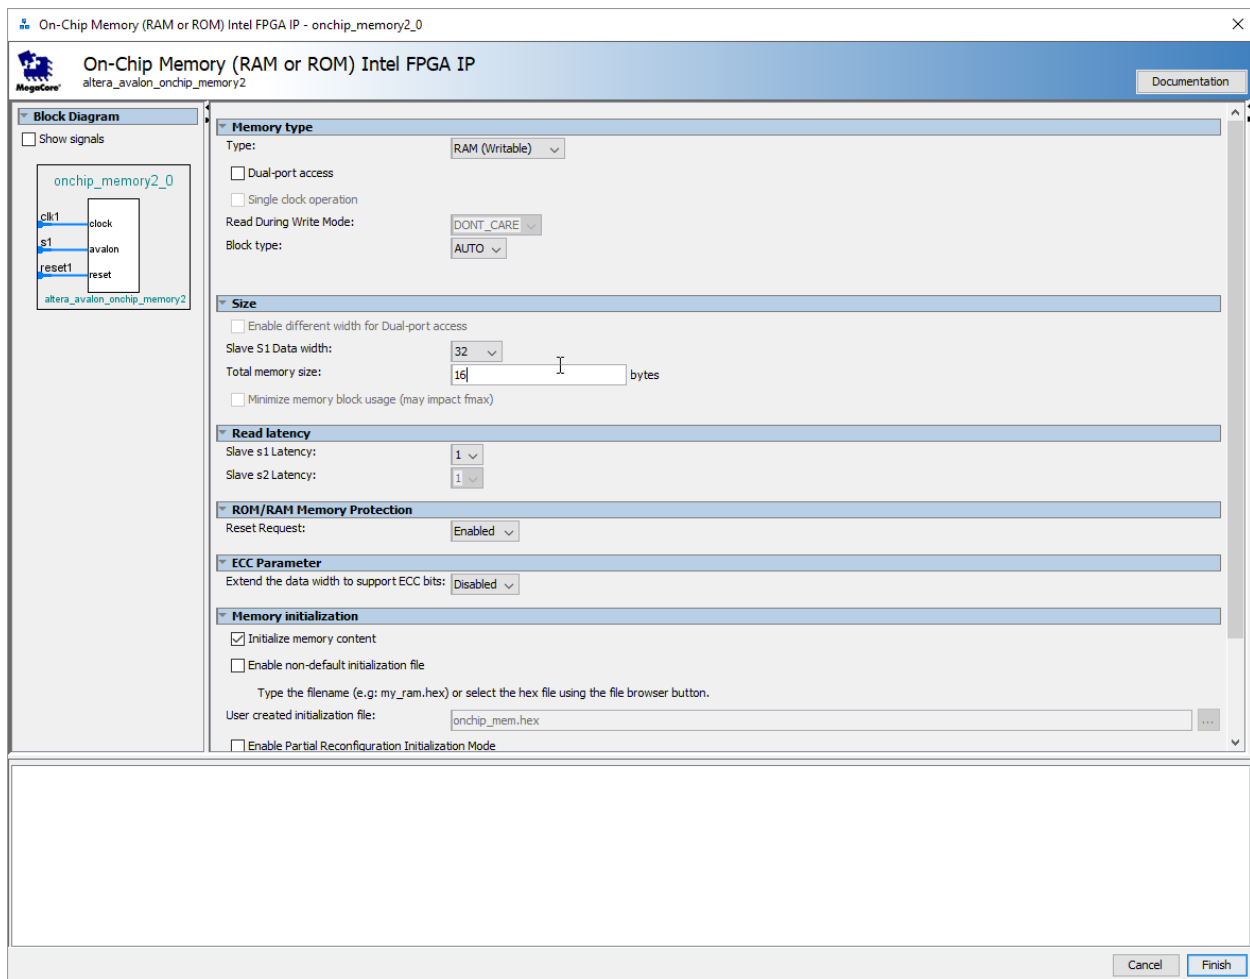 On-Chip Memory (RAM or ROM) Intel FPGA IP - onchip_memory2_0
MegaCore'
On-Chip Memory (RAM or ROM) Intel FPGA IP
altera_avalon_onchip_memory2
Documentation
Block Diagram
Show signals
onchip_memory2_0
clk1
clock
s1
avalon
reset1
reset
altera_avalon_onchip_memory2
Memory type
Type: RAM (Writable)
Dual-port access
Single clock operation
Read During Write Mode: DONT_CARE
Block type: AUTO
Size
Enable different width for Dual-port access
Slave S1 Data width: 32
Total memory size: 16 bytes
Minimize memory block usage (may impact fmax)
Read latency
Slave s1 Latency: 1
Slave s2 Latency: 1
ROM/RAM Memory Protection
Reset Request: Enabled
ECC Parameter
Extend the data width to support ECC bits: Disabled
Memory initialization
Initialize memory content
Enable non-default initialization file
Type the filename (e.g: my_ram.hex) or select the hex file using the file browser button.
User created initialization file: onchip_mem.hex ...
Enable Partial Reconfiguration Initialization Mode
Cancel Finish